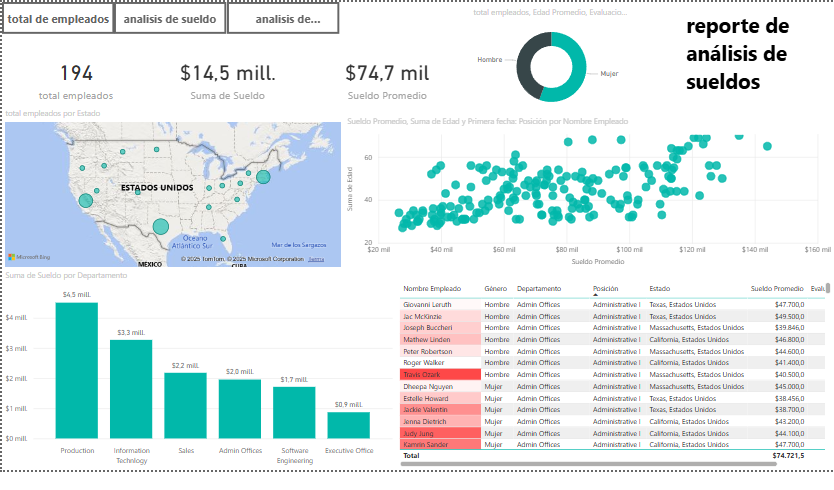 total de empleados
analisis de sueldo
analisis de...
reporte de
análisis de
sueldos
total empleados, Edad Promedio, Evaluacio...
Hombre
Mujer
194
total empleados
$14,5 mill.
Suma de Sueldo
$74,7 mil
Sueldo Promedio
total empleados por Estado
ESTADOS UNIDOS
Oceano
Atlántico Sur
Mar de los Sargazos
MÉXICO
CUBA
Microsoft Bing
© 2025 TomTom, © 2025 Microsoft Corporation Terms
Sueldo Promedio, Suma de Edad y Primera fecha: Posición por Nombre Empleado
Suma de Edad
60
40
20
$20 mil $40 mil $60 mil $80 mil $100 mil $120 mil $140 mil $160 mil
Sueldo Promedio
Suma de Sueldo por Departamento
$4 mill.
$3 mill.
$2 mill.
$1 mill.
$0 mill.
$4.5 mill.
$3.3 mill.
$2.2 mill.
$2.0 mill.
$1.7 mill.
$0.9 mill.
Production
Information
Technlogy
Sales
Admin Offices
Software
Engineering
Executive Office
Nombre Empleado Género Departamento Posición Estado Sueldo Promedio Evalu
Giovanni Leruth Hombre Admin Offices Administrative I Texas, Estados Unidos $47.700,0
Jac McKinzie Hombre Admin Offices Administrative I Texas, Estados Unidos $49.500,0
Joseph Buccheri Hombre Admin Offices Administrative I Massachusetts, Estados Unidos $39.846,0
Mathew Linden Hombre Admin Offices Administrative I California, Estados Unidos $46.800,0
Peter Robertson Hombre Admin Offices Administrative I Massachusetts, Estados Unidos $44.600,0
Roger Walker Hombre Admin Offices Administrative I California, Estados Unidos $41.400,0
Travis Ozark Hombre Admin Offices Administrative I Massachusetts, Estados Unidos $40.500,0
Dheepa Nguyen Mujer Admin Offices Administrative I Massachusetts, Estados Unidos $45.000,0
Estelle Howard Mujer Admin Offices Administrative I Texas, Estados Unidos $38.456,0
Jackie Valentin Mujer Admin Offices Administrative I Texas, Estados Unidos $38.700,0
Jenna Dietrich Mujer Admin Offices Administrative I California, Estados Unidos $43.200,0
Judy Jung Mujer Admin Offices Administrative I California, Estados Unidos $44.100,0
Kamrin Sander Mujer Admin Offices Administrative I Texas, Estados Unidos $47.700,0
Total $74.721,5